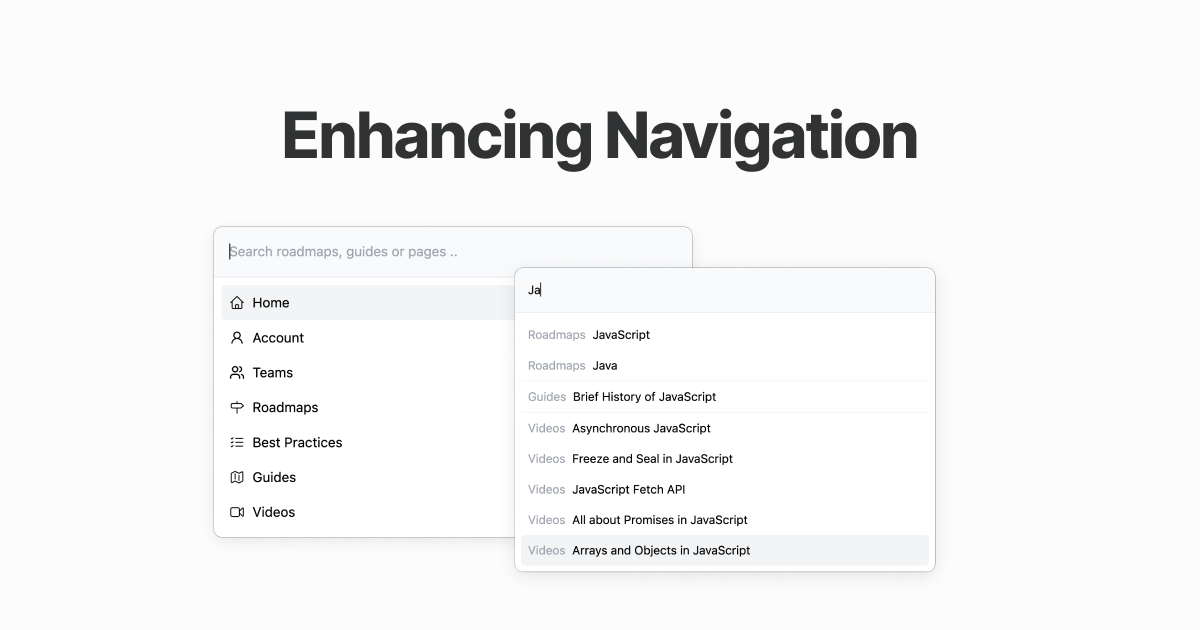 Enhancing Navigation
Search roadmaps, guides or pages ..
Home
Account
Teams
Roadmaps
Best Practices
Guides
Videos
Ja
Roadmaps JavaScript
Roadmaps Java
Guides Brief History of JavaScript
Videos Asynchronous JavaScript
Videos Freeze and Seal in JavaScript
Videos JavaScript Fetch API
Videos All about Promises in JavaScript
Videos Arrays and Objects in JavaScript